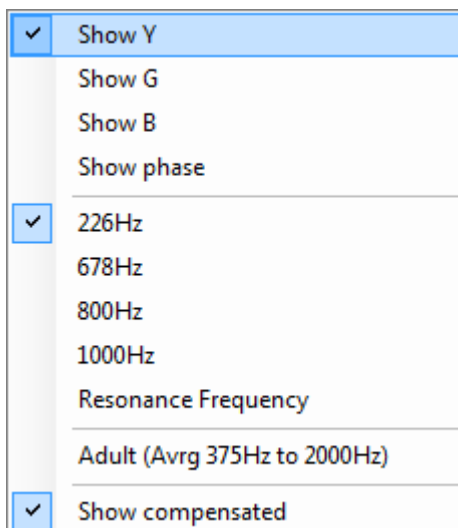 Show Y
Show G
Show B
Show phase
226Hz
678Hz
800Hz
1000Hz
Resonance Frequency
Adult (Avrg 375Hz to 2000Hz)
Show compensated